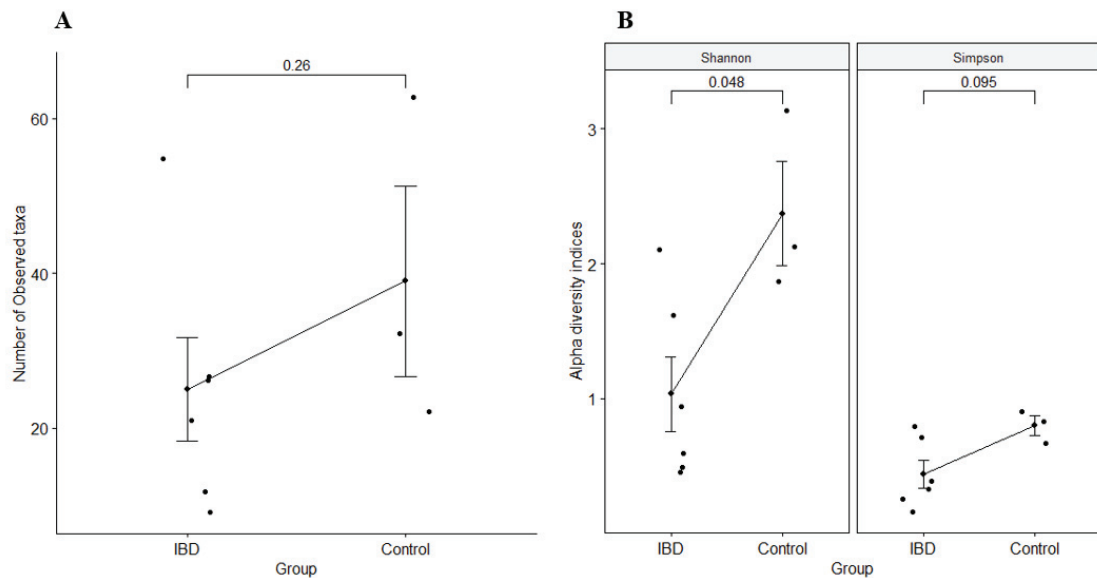 A
0.26
60
40
20
Number of Observed taxa
IBD
Control
Group
B
Shannon
Simpson
0.048
0.095
3
2
1
Alpha diversity indices
IBD
Control
IBD
Control
Group